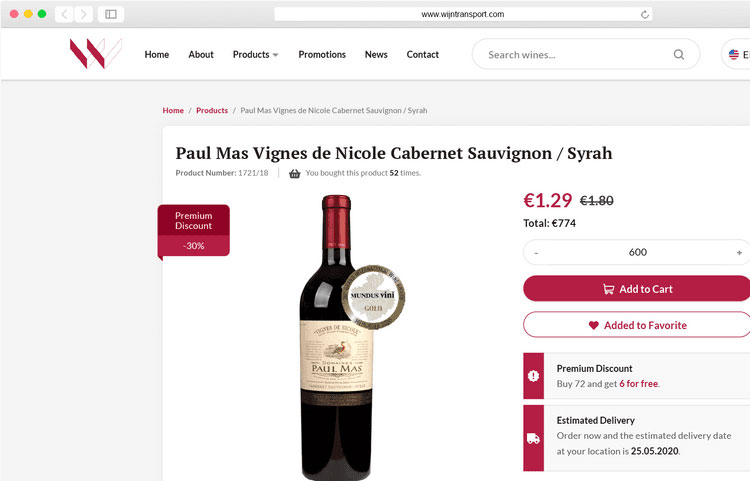 www.wijntransport.com
Home About Products Promotions News Contact
Search wines...
Home / Products / Paul Mas Vignes de Nicole Cabernet Sauvignon / Syrah
Paul Mas Vignes de Nicole Cabernet Sauvignon / Syrah
Product Number: 1721/18
You bought this product 52 times.
Premium
Discount
-30%
MUNDUS vini
GOLD
"VIGNES DE NICOLE"
DOMAINES
PAUL MAS
CABERNET SAUVIGNON - SYRAH
€1.29 €1.80
Total: €774
- 600 +
Add to Cart
Added to Favorite
Premium Discount
Buy 72 and get 6 for free.
Estimated Delivery
Order now and the estimated delivery date
at your location is 25.05.2020.